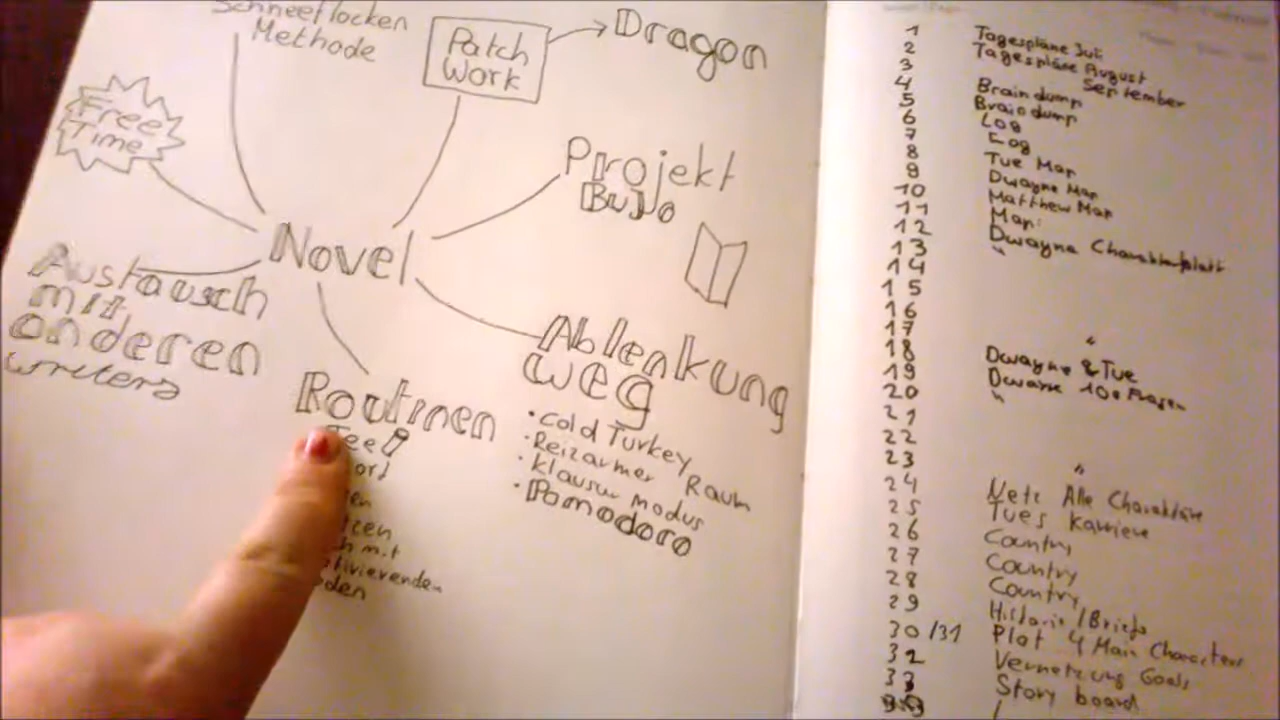 Schneeflocken
Methode
Patch
Work
Dragon
Free
Time
Projekt
BuJo
Novel
Austausch
mit
anderen
writers
Routinen
Tee
Ablenkung
weg
• Cold Turkey
• Reizarmer Raum
• Klausur modus
• Pomodoro
1 Tagespläne Juli
2 Tagespläne August
3 September
4 Braindump
5 Braindump
6 Log
7 Log
8 Tue Map
9 Dwayne Map
10 Matthew Map
11 Map:
12 Dwayne Charakterblatt
13 "
14
15
16
17 "
18 Dwayne & Tue
19 Dwayne 100 Fragen
20 "
21
22
23 "
24 Netz Alle Charaktere
25 Tues Karriere
26 Country
27 Country
28 Country
29 Historie/Briefe
30/31 Plot 4 Main Characters
32 Vernetzung Goals
33 Story board